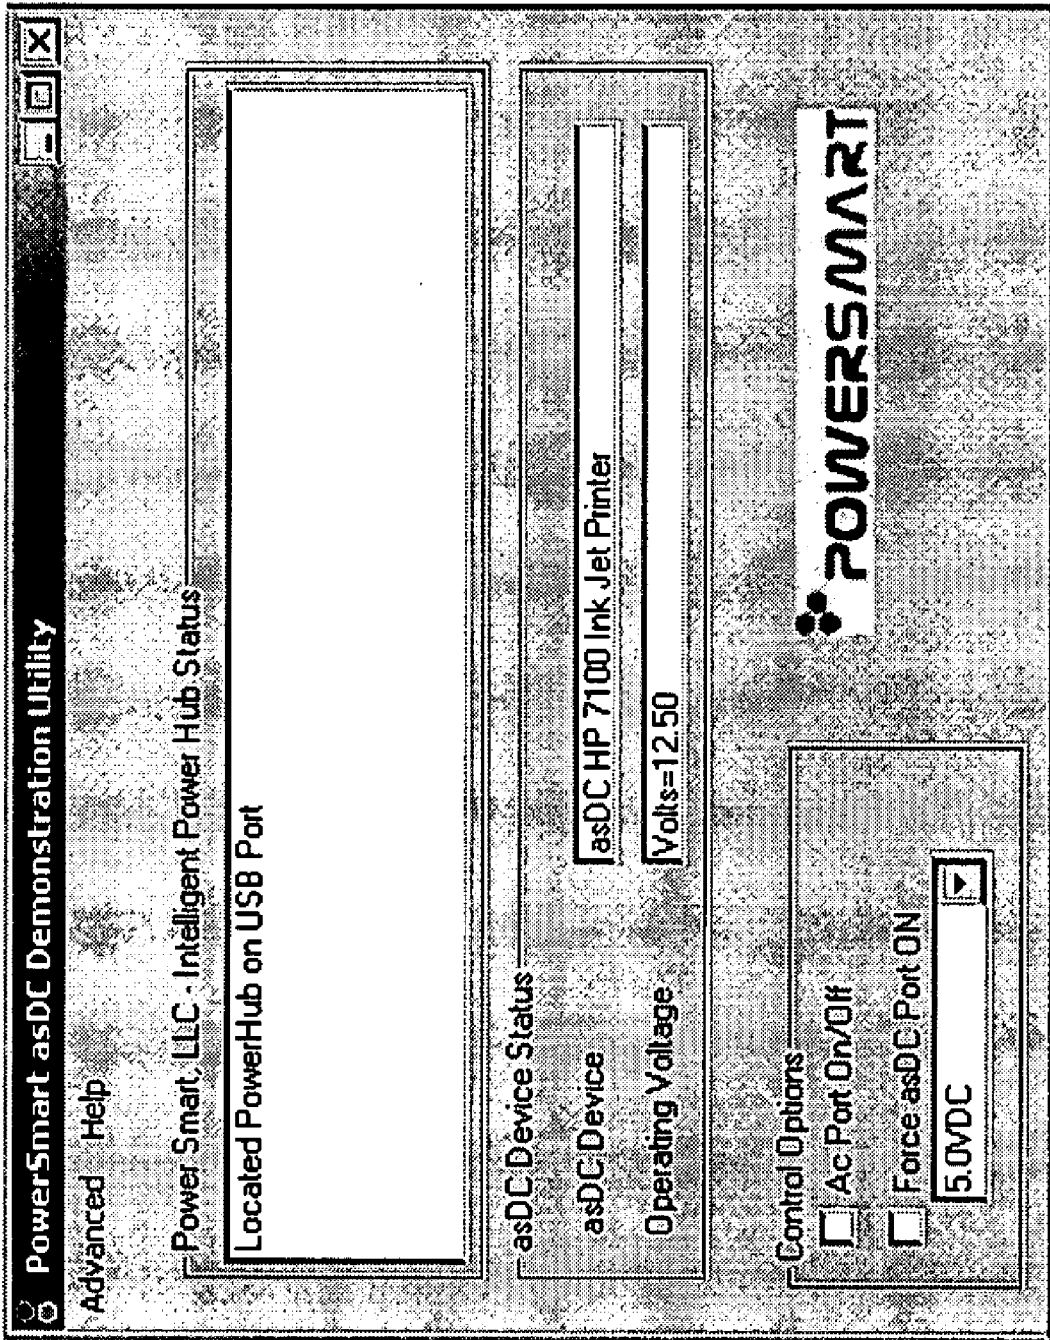 PowerSmart asDC Demonstration Utility
Advanced Help
Power Smart, LLC - Intelligent Power Hub Status
Located PowerHub on USB Port
asDC Device Status
asDC Device
asDC HP 7100 Ink Jet Printer
Operating Voltage
Volts=12.50
Control Options
Ac Port On/Off
Force asDC Port ON
5.0VDC
POWERSMART